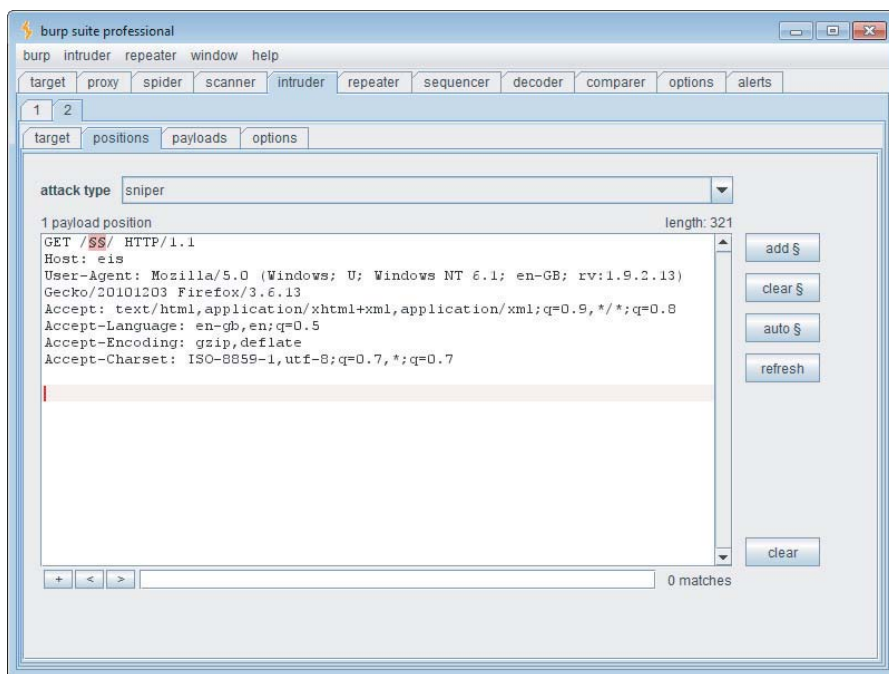 burp suite professional
burp intruder repeater window help
target proxy spider scanner intruder repeater sequencer decoder comparer options alerts
1 2
target positions payloads options
attack type sniper
1 payload position length: 321
GET /§§/ HTTP/1.1
Host: eis
User-Agent: Mozilla/5.0 (Windows; U; Windows NT 6.1; en-GB; rv:1.9.2.13)
Gecko/20101203 Firefox/3.6.13
Accept: text/html,application/xhtml+xml,application/xml;q=0.9,*/*;q=0.8
Accept-Language: en-gb,en;q=0.5
Accept-Encoding: gzip,deflate
Accept-Charset: ISO-8859-1,utf-8;q=0.7,*;q=0.7
add §
clear §
auto §
refresh
clear
+ < > 0 matches